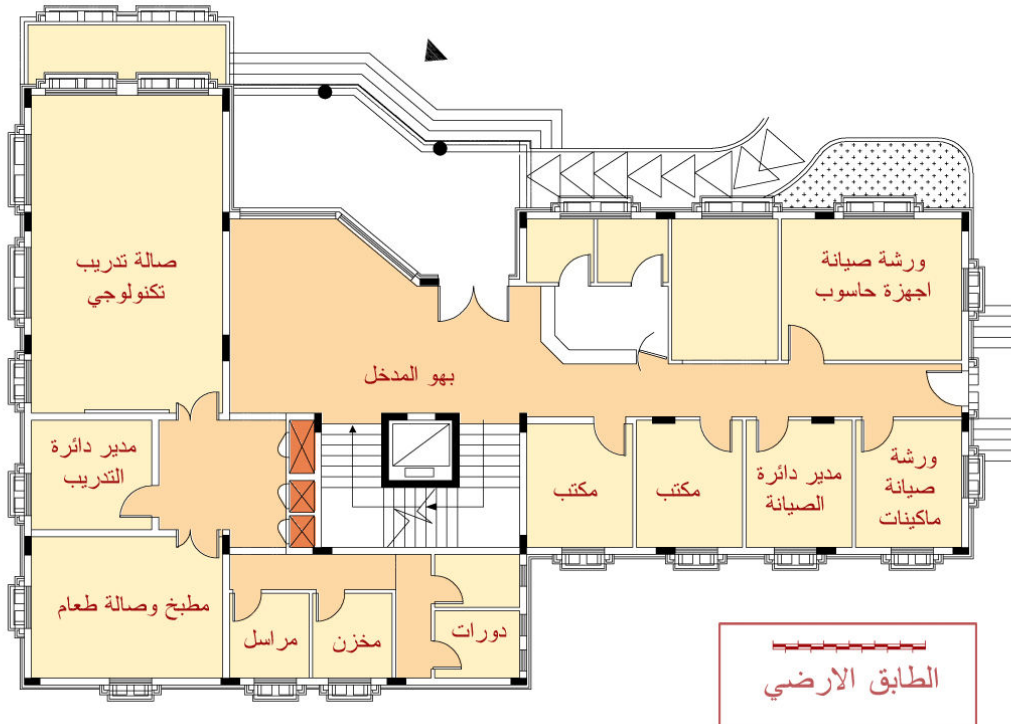 صالة تدريب
تكنولوجي
ورشة صيانة
اجهزة حاسوب
بهو المدخل
مدير دائرة
التدريب
مكتب
مكتب
مدير دائرة
الصيانة
ورشة
صيانة
ماكينات
مطبخ وصالة طعام
مراسل
مخزن
دورات
الطابق الارضي